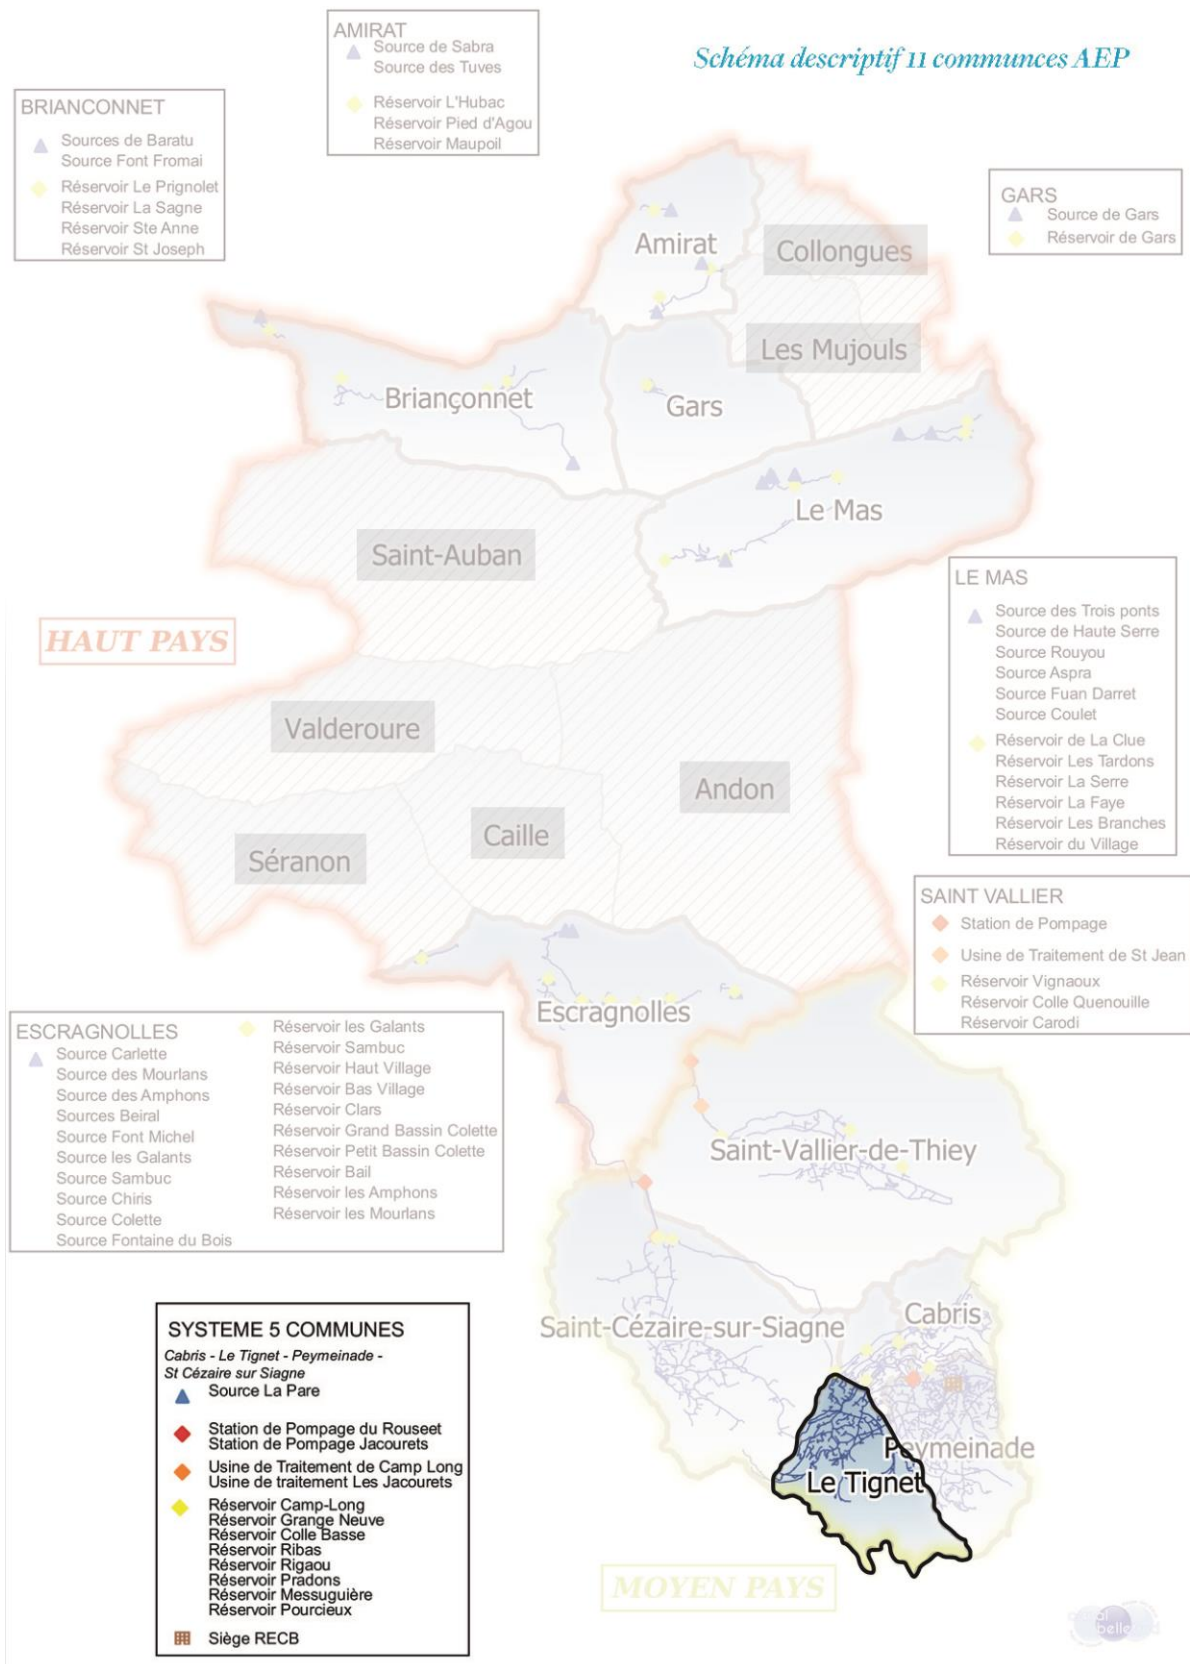 Schéma descriptif 11 communces AEP
AMIRAT
Source de Sabra
Source des Tuves
Réservoir L'Hubac
Réservoir Pied d'Agou
Réservoir Maupoil
BRIANCONNET
Sources de Baratu
Source Font Fromai
Réservoir Le Prignolet
Réservoir La Sagne
Réservoir Ste Anne
Réservoir St Joseph
GARS
Source de Gars
Réservoir de Gars
Amirat
Collongues
Les Mujouls
Briançonnet
Gars
Le Mas
Saint-Auban
HAUT PAYS
LE MAS
Source des Trois ponts
Source de Haute Serre
Source Rouyou
Source Aspra
Source Fuan Darret
Source Coulet
Réservoir de La Clue
Réservoir Les Tardons
Réservoir La Serre
Réservoir La Faye
Réservoir Les Branches
Réservoir du Village
Valderoure
Andon
Caille
Séranon
SAINT VALLIER
Station de Pompage
Usine de Traitement de St Jean
Réservoir Vignaoux
Réservoir Colle Quenouille
Réservoir Carodi
Escragnolles
ESCRAGNOLLES
Source Carlette
Source des Mourlans
Source des Amphons
Sources Beiral
Source Font Michel
Source les Galants
Source Sambuc
Source Chiris
Source Colette
Source Fontaine du Bois
Réservoir les Galants
Réservoir Sambuc
Réservoir Haut Village
Réservoir Bas Village
Réservoir Clars
Réservoir Grand Bassin Colette
Réservoir Petit Bassin Colette
Réservoir Bail
Réservoir les Amphons
Réservoir les Mourlans
Saint-Vallier-de-Thiey
Cabris
Saint-Cézaire-sur-Siagne
Peymeinade
Le Tignet
SYSTEME 5 COMMUNES
Cabris - Le Tignet - Peymeinade -
St Cézaire sur Siagne
Source La Pare
Station de Pompage du Rouseet
Station de Pompage Jacourets
Usine de Traitement de Camp Long
Usine de traitement Les Jacourets
Réservoir Camp-Long
Réservoir Grange Neuve
Réservoir Colle Basse
Réservoir Ribas
Réservoir Rigaou
Réservoir Pradons
Réservoir Messuguière
Réservoir Pourcieux
Siège RECB
MOYEN PAYS
belle